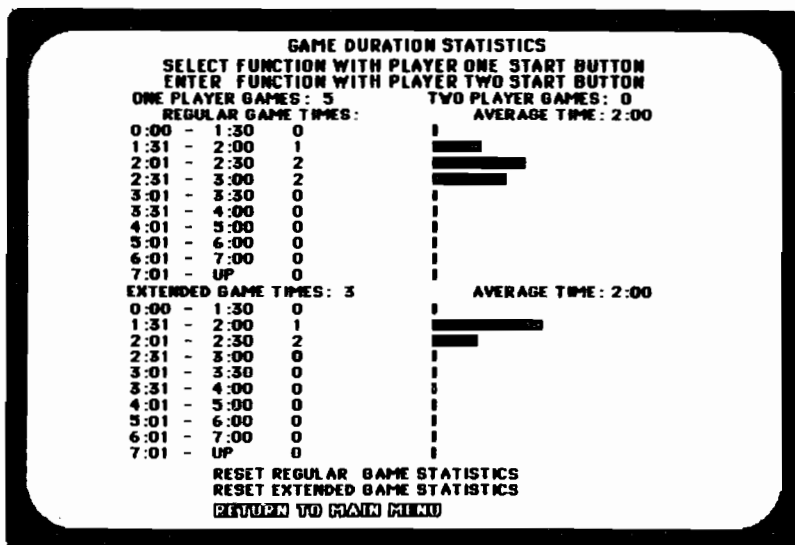 GAME DURATION STATISTICS
SELECT FUNCTION WITH PLAYER ONE START BUTTON
ENTER FUNCTION WITH PLAYER TWO START BUTTON
ONE PLAYER GAMES: 5 TWO PLAYER GAMES: 0
REGULAR GAME TIMES: AVERAGE TIME: 2:00
0:00 - 1:30 0
1:31 - 2:00 1
2:01 - 2:30 2
2:31 - 3:00 2
3:01 - 3:30 0
3:31 - 4:00 0
4:01 - 5:00 0
5:01 - 6:00 0
6:01 - 7:00 0
7:01 - UP 0
EXTENDED GAME TIMES: 3 AVERAGE TIME: 2:00
0:00 - 1:30 0
1:31 - 2:00 1
2:01 - 2:30 2
2:31 - 3:00 0
3:01 - 3:30 0
3:31 - 4:00 0
4:01 - 5:00 0
5:01 - 6:00 0
6:01 - 7:00 0
7:01 - UP 0
RESET REGULAR GAME STATISTICS
RESET EXTENDED GAME STATISTICS
RETURN TO MAIN MENU